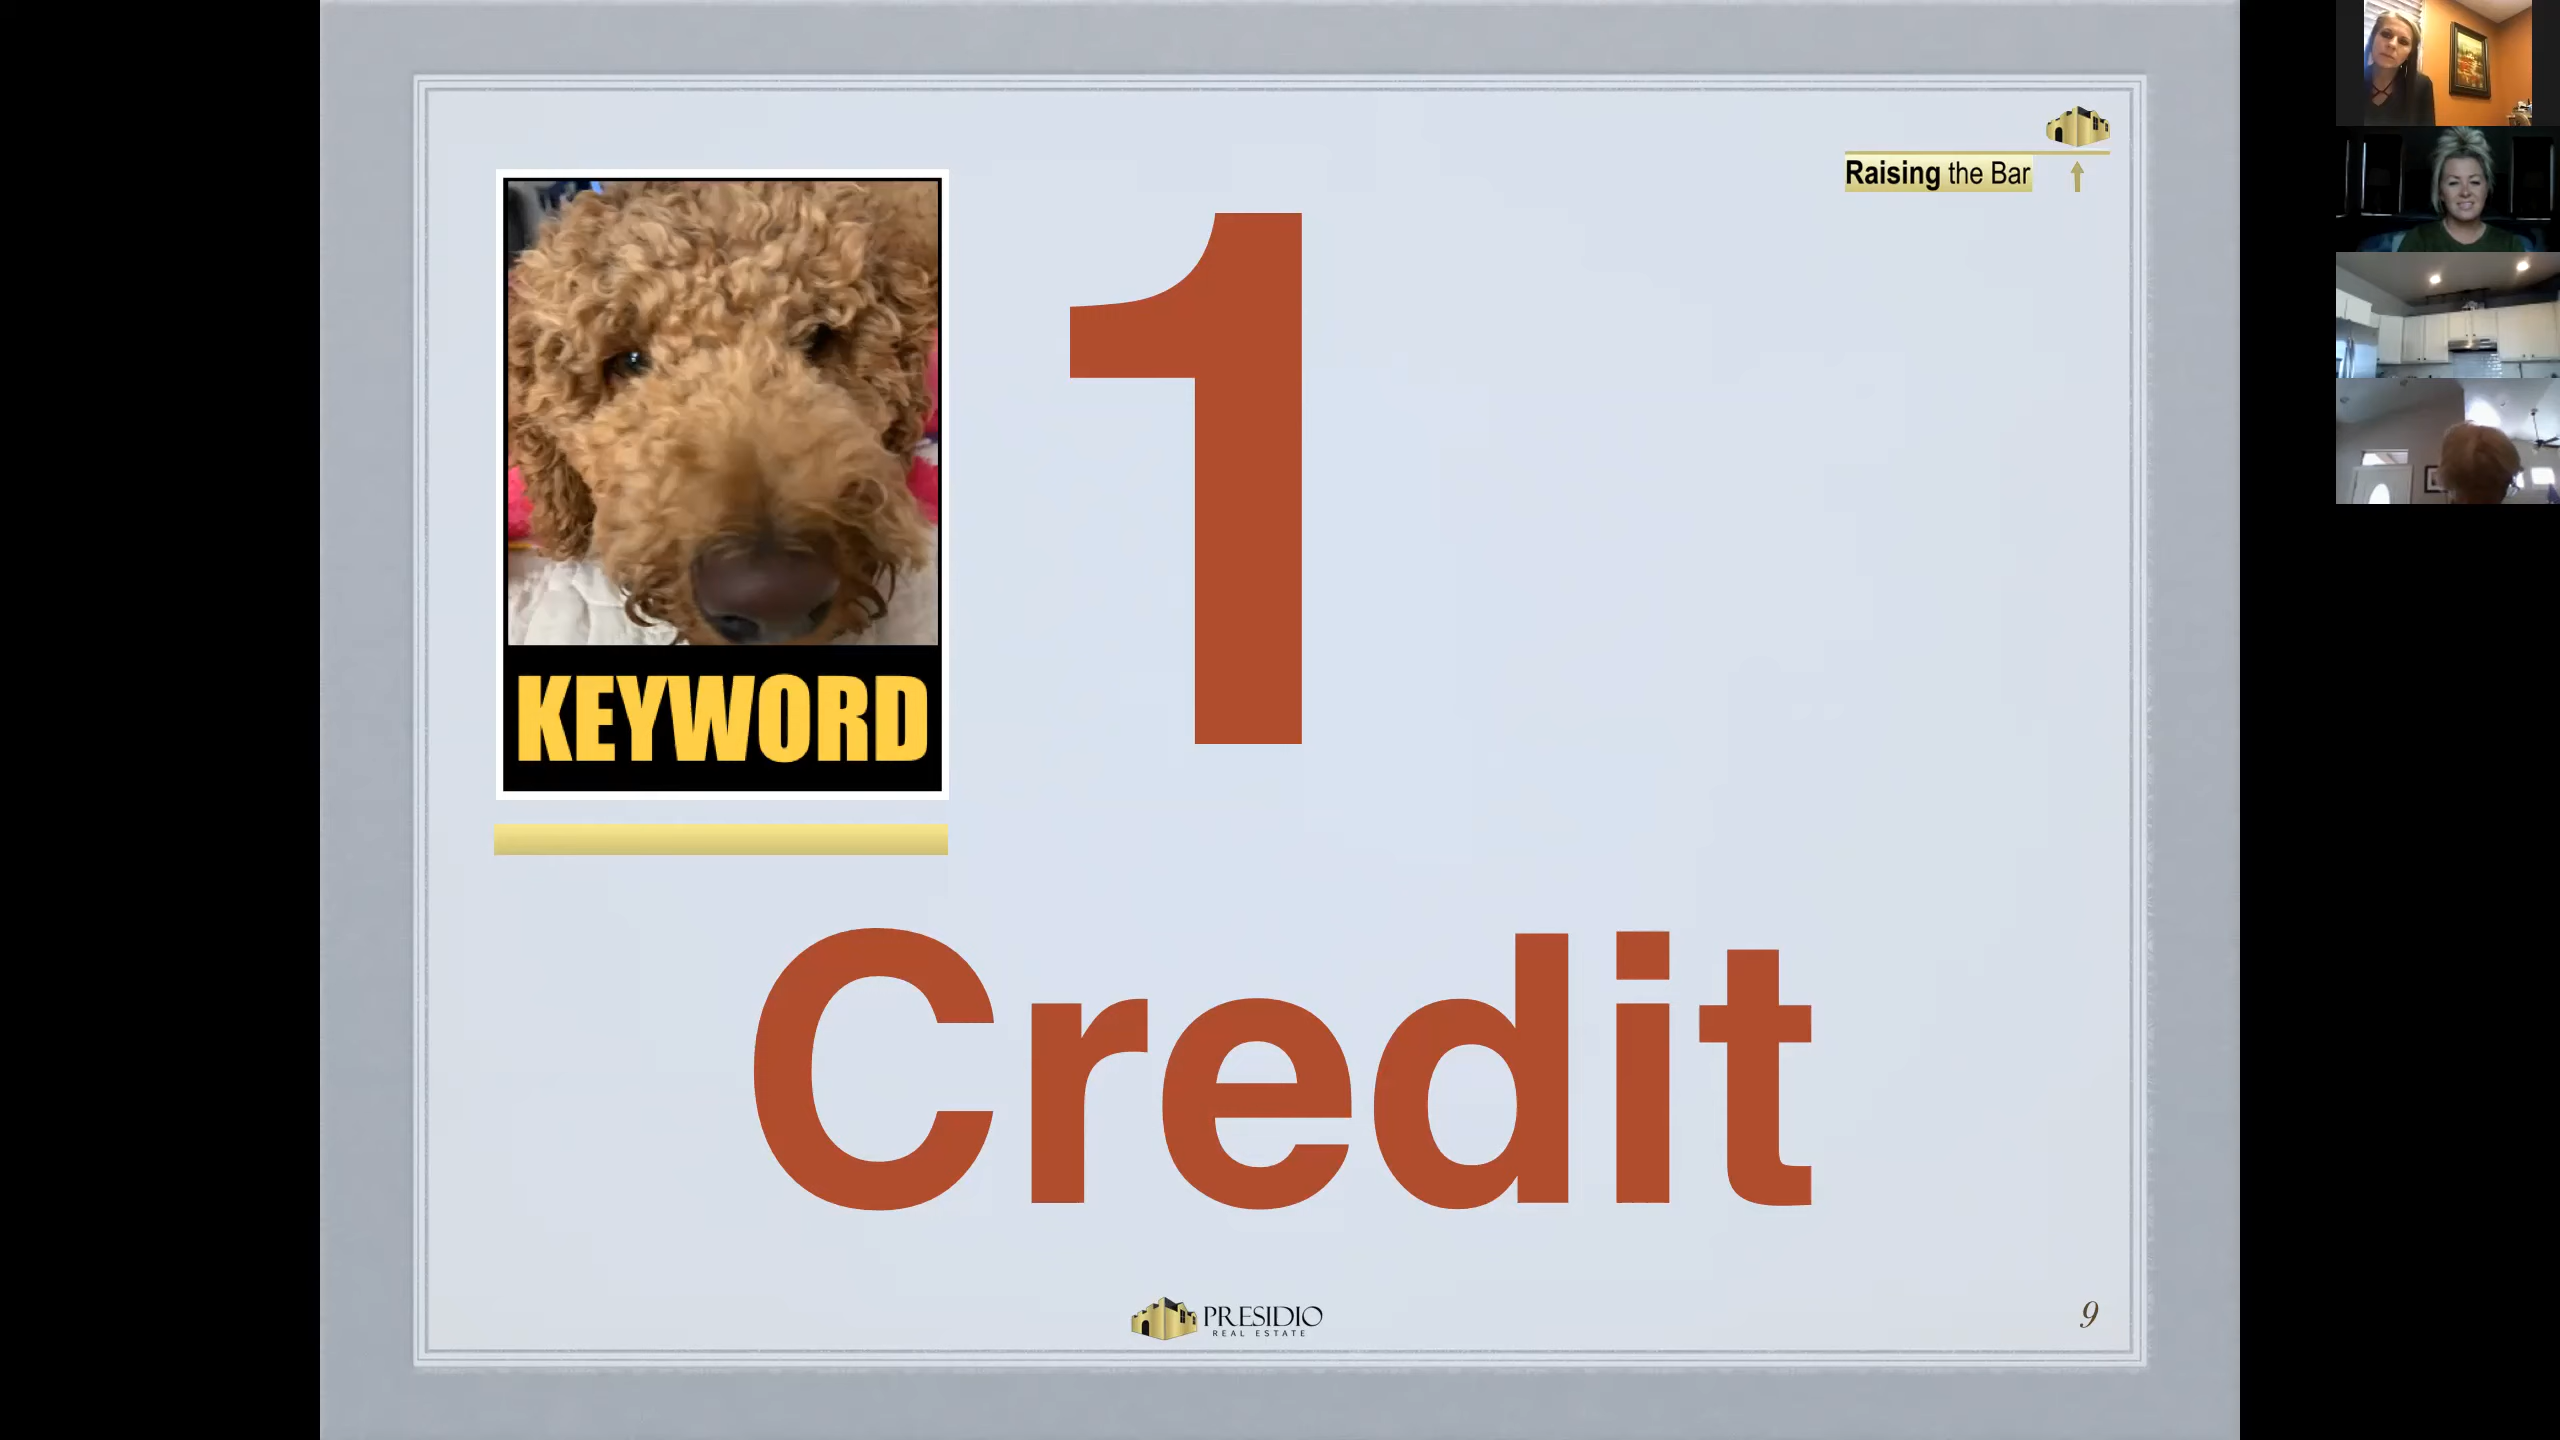 Raising the Bar
1
KEYWORD
Credit
PRESIDIO
REAL ESTATE
9